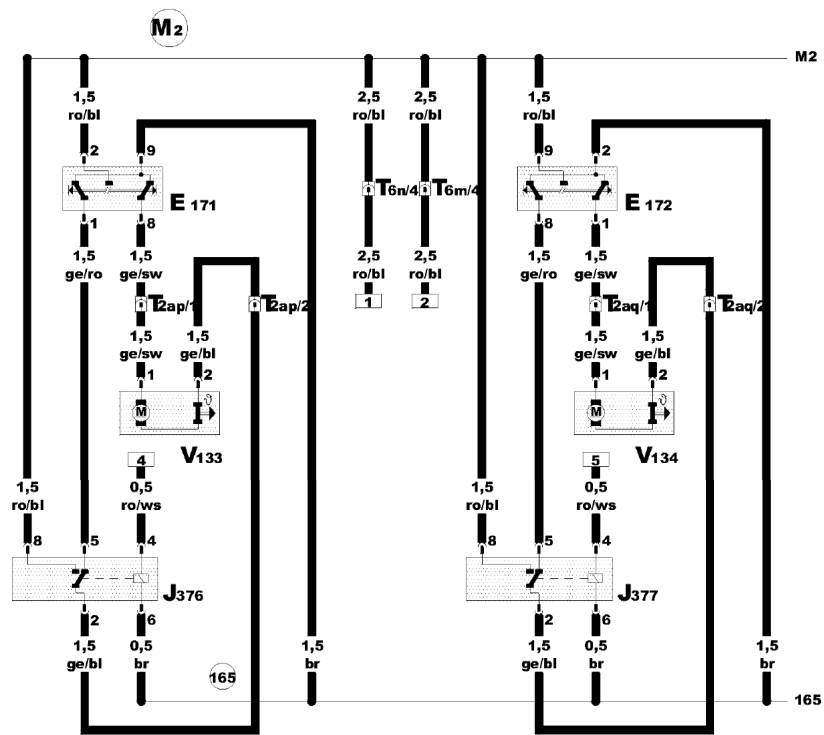 M2
M2
1,5
ro/bl
2,5
ro/bl
2,5
ro/bl
1,5
ro/bl
2
9
9
2
T6n/4
T6m/4
E 171
E 172
1
8
8
1
1,5
ge/ro
1,5
ge/sw
2,5
ro/bl
2,5
ro/bl
1,5
ge/ro
1,5
ge/sw
1
2
T2ap/1
T2ap/2
T2aq/1
T2aq/2
1,5
ge/sw
1,5
ge/bl
1,5
ge/sw
1,5
ge/bl
1
2
1
2
M
M
V133
V134
4
5
1,5
ro/bl
0,5
ro/ws
1,5
ro/bl
0,5
ro/ws
8
5
4
8
5
4
J376
J377
2
6
2
6
1,5
ge/bl
0,5
br
1,5
br
1,5
ge/bl
0,5
br
1,5
br
165
165